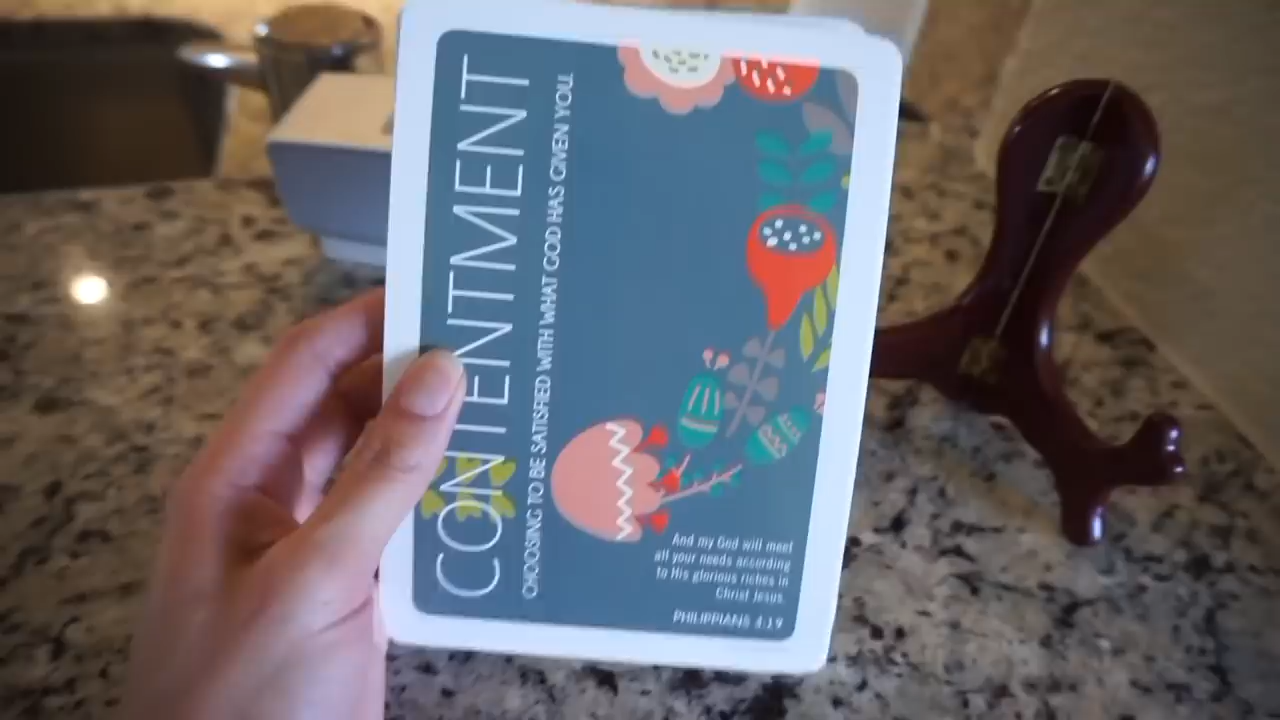 CONTENTMENT
CHOOSING TO BE SATISFIED WITH WHAT GOD HAS GIVEN YOU.
And my God will meet
all your needs according
to His glorious riches in
Christ Jesus.
PHILIPPIANS 4:19